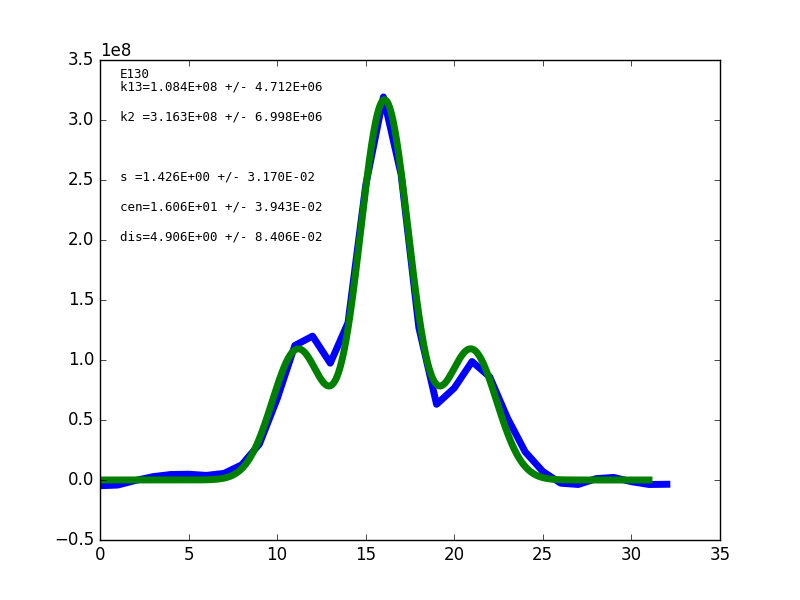 1e8
3.5
3.0
2.5
2.0
1.5
1.0
0.5
0.0
−0.5
E130
k13=1.084E+08 +/- 4.712E+06
k2 =3.163E+08 +/- 6.998E+06
s =1.426E+00 +/- 3.170E-02
cen=1.606E+01 +/- 3.943E-02
dis=4.906E+00 +/- 8.406E-02
0 5 10 15 20 25 30 35